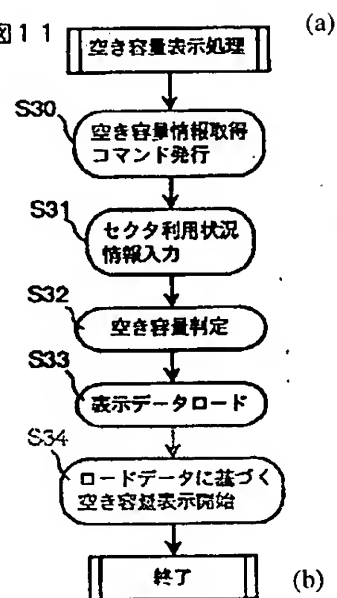 図11
(a)
空き容量表示処理
S30
空き容量情報取得
コマンド発行
S31
セクタ利用状況
情報入力
S32
空き容量判定
S33
表示データロード
S34
ロードデータに基づく
空き容量表示開始
終了
(b)